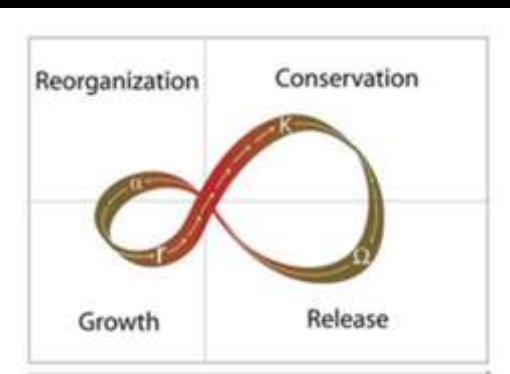 Reorganization
Conservation
K
α
r
Ω
Growth
Release